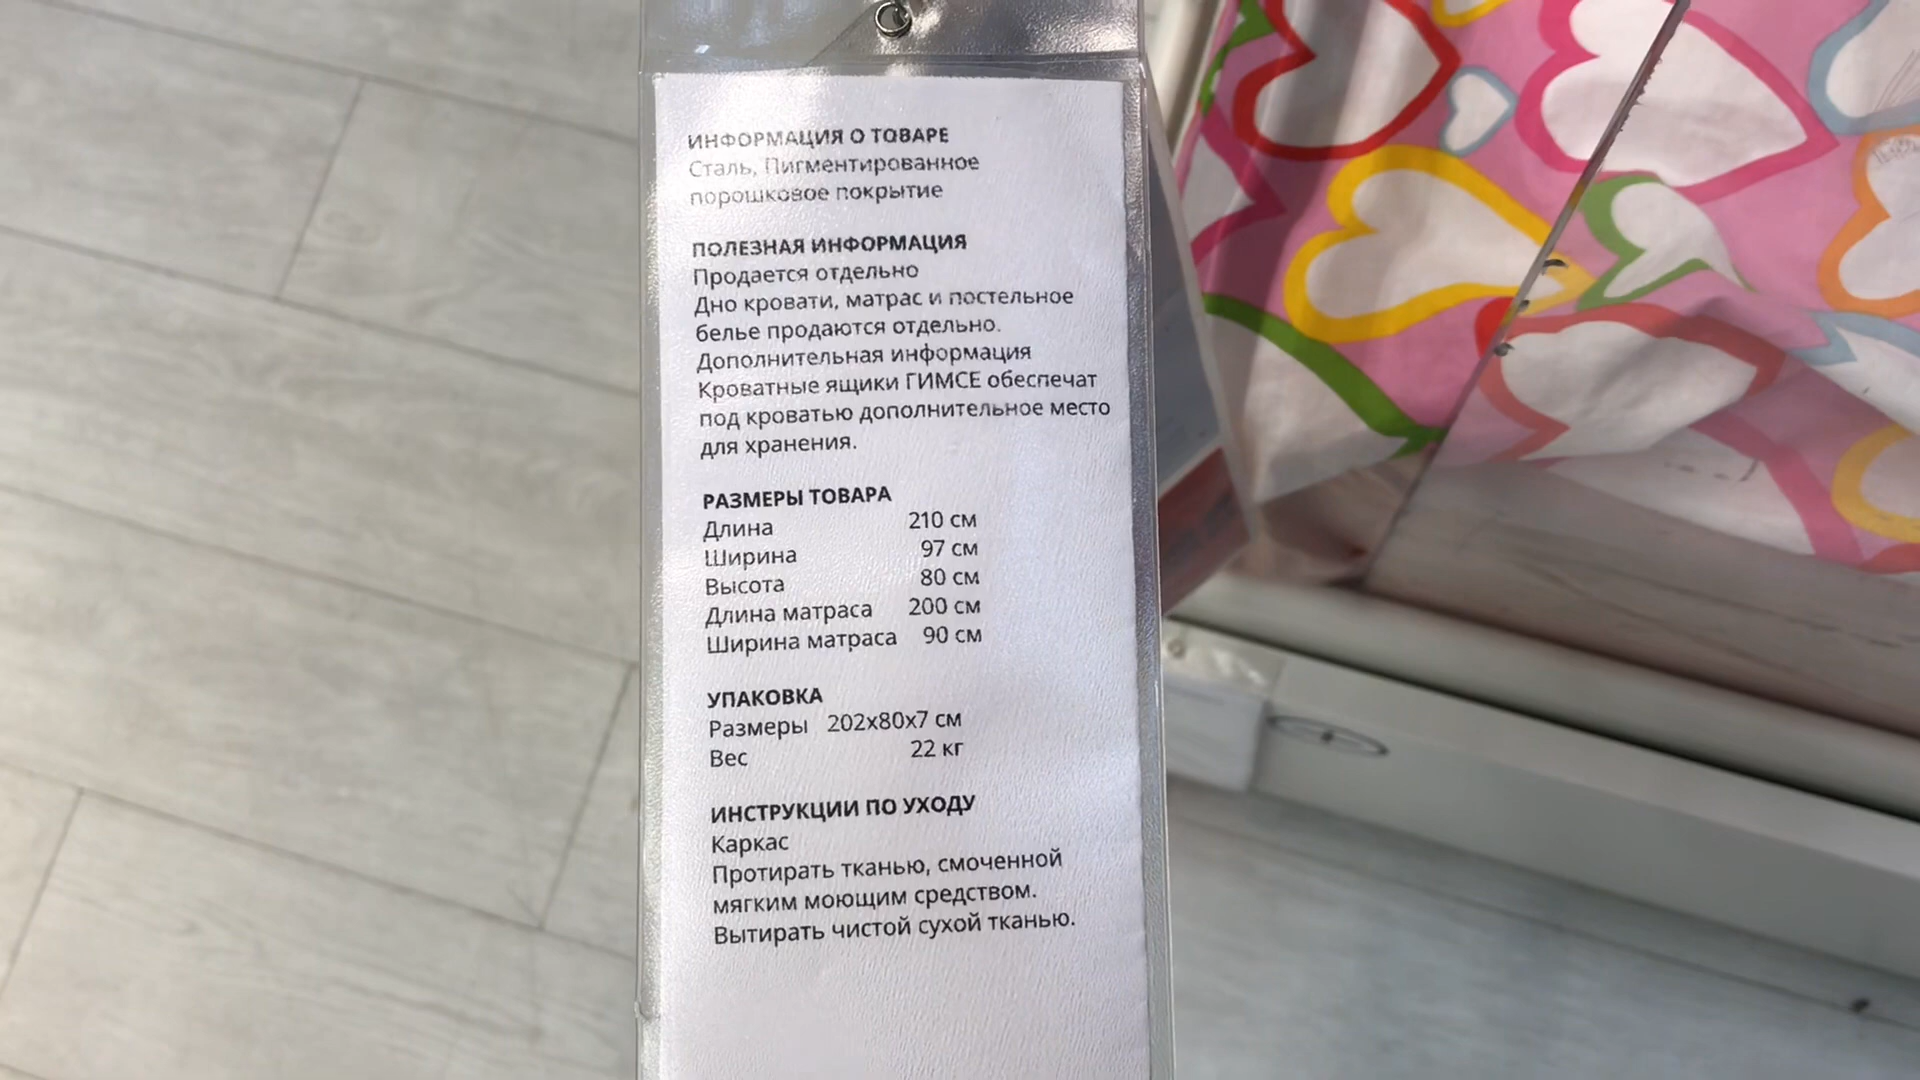 ИНФОРМАЦИЯ О ТОВАРЕ
Сталь, Пигментированное
порошковое покрытие
ПОЛЕЗНАЯ ИНФОРМАЦИЯ
Продается отдельно
Дно кровати, матрас и постельное
белье продаются отдельно.
Дополнительная информация
Кроватные ящики ГИМСЕ обеспечат
под кроватью дополнительное место
для хранения.
РАЗМЕРЫ ТОВАРА
Длина 210 см
Ширина 97 см
Высота 80 см
Длина матраса 200 см
Ширина матраса 90 см
УПАКОВКА
Размеры 202x80x7 см
Вес 22 кг
ИНСТРУКЦИИ ПО УХОДУ
Каркас
Протирать тканью, смоченной
мягким моющим средством.
Вытирать чистой сухой тканью.